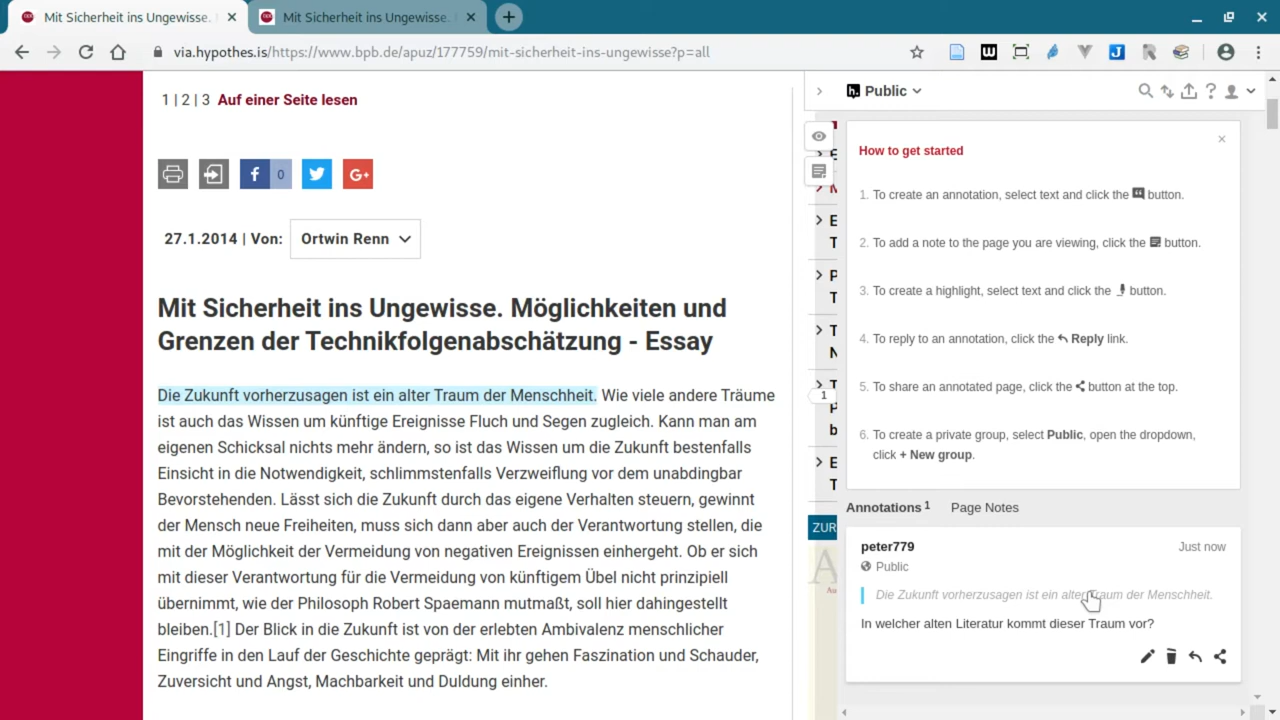 Mit Sicherheit ins Ungewisse.
Mit Sicherheit ins Ungewisse.
via.hypothes.is/https://www.bpb.de/apuz/177759/mit-sicherheit-ins-ungewisse?p=all
1 | 2 | 3 Auf einer Seite lesen
0
G+
27.1.2014 | Von: Ortwin Renn
Mit Sicherheit ins Ungewisse. Möglichkeiten und
Grenzen der Technikfolgenabschätzung - Essay
Die Zukunft vorherzusagen ist ein alter Traum der Menschheit. Wie viele andere Träume
ist auch das Wissen um künftige Ereignisse Fluch und Segen zugleich. Kann man am
eigenen Schicksal nichts mehr ändern, so ist das Wissen um die Zukunft bestenfalls
Einsicht in die Notwendigkeit, schlimmstenfalls Verzweiflung vor dem unabdingbar
Bevorstehenden. Lässt sich die Zukunft durch das eigene Verhalten steuern, gewinnt
der Mensch neue Freiheiten, muss sich dann aber auch der Verantwortung stellen, die
mit der Möglichkeit der Vermeidung von negativen Ereignissen einhergeht. Ob er sich
mit dieser Verantwortung für die Vermeidung von künftigem Übel nicht prinzipiell
übernimmt, wie der Philosoph Robert Spaemann mutmaßt, soll hier dahingestellt
bleiben.[1] Der Blick in die Zukunft ist von der erlebten Ambivalenz menschlicher
Eingriffe in den Lauf der Geschichte geprägt: Mit ihr gehen Faszination und Schauder,
Zuversicht und Angst, Machbarkeit und Duldung einher.
1
ZUR
h. Public
How to get started
1. To create an annotation, select text and click the button.
2. To add a note to the page you are viewing, click the button.
3. To create a highlight, select text and click the button.
4. To reply to an annotation, click the Reply link.
5. To share an annotated page, click the button at the top.
6. To create a private group, select Public, open the dropdown,
click + New group.
Annotations 1 Page Notes
peter779 Just now
Public
Die Zukunft vorherzusagen ist ein alter Traum der Menschheit.
In welcher alten Literatur kommt dieser Traum vor?